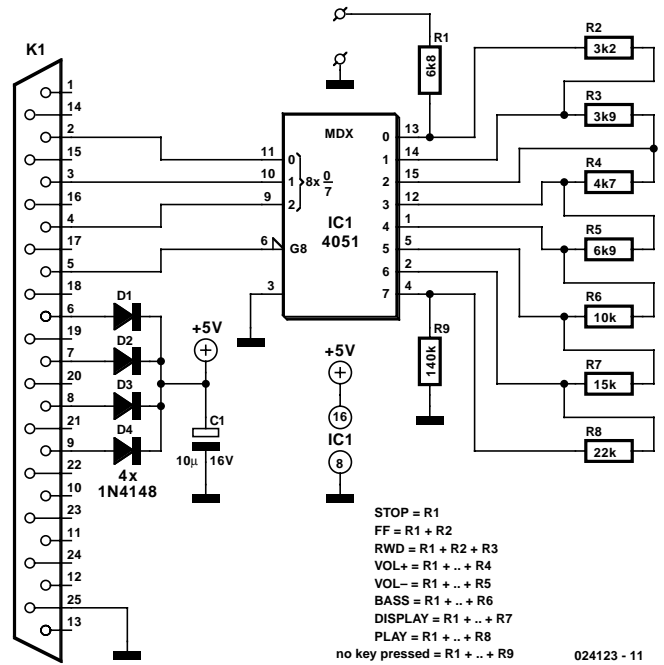 K1
1
14
2
15
3
16
4
17
5
18
6
19
7
20
8
21
9
22
10
23
11
24
12
25
13
D1
D2
D3
D4
4x
1N4148
+5V
C1
10µ 16V
MDX
11 0
10 1
9 2
8x 0/7
6 G8
3
IC1
4051
0 13
1 14
2 15
3 12
4 1
5 5
6 2
7 4
R1
6k8
R2
3k2
R3
3k9
R4
4k7
R5
6k9
R6
10k
R7
15k
R8
22k
R9
140k
+5V
16
IC1
8
STOP = R1
FF = R1 + R2
RWD = R1 + R2 + R3
VOL+ = R1 + .. + R4
VOL– = R1 + .. + R5
BASS = R1 + .. + R6
DISPLAY = R1 + .. + R7
PLAY = R1 + .. + R8
no key pressed = R1 + .. + R9
024123 - 11